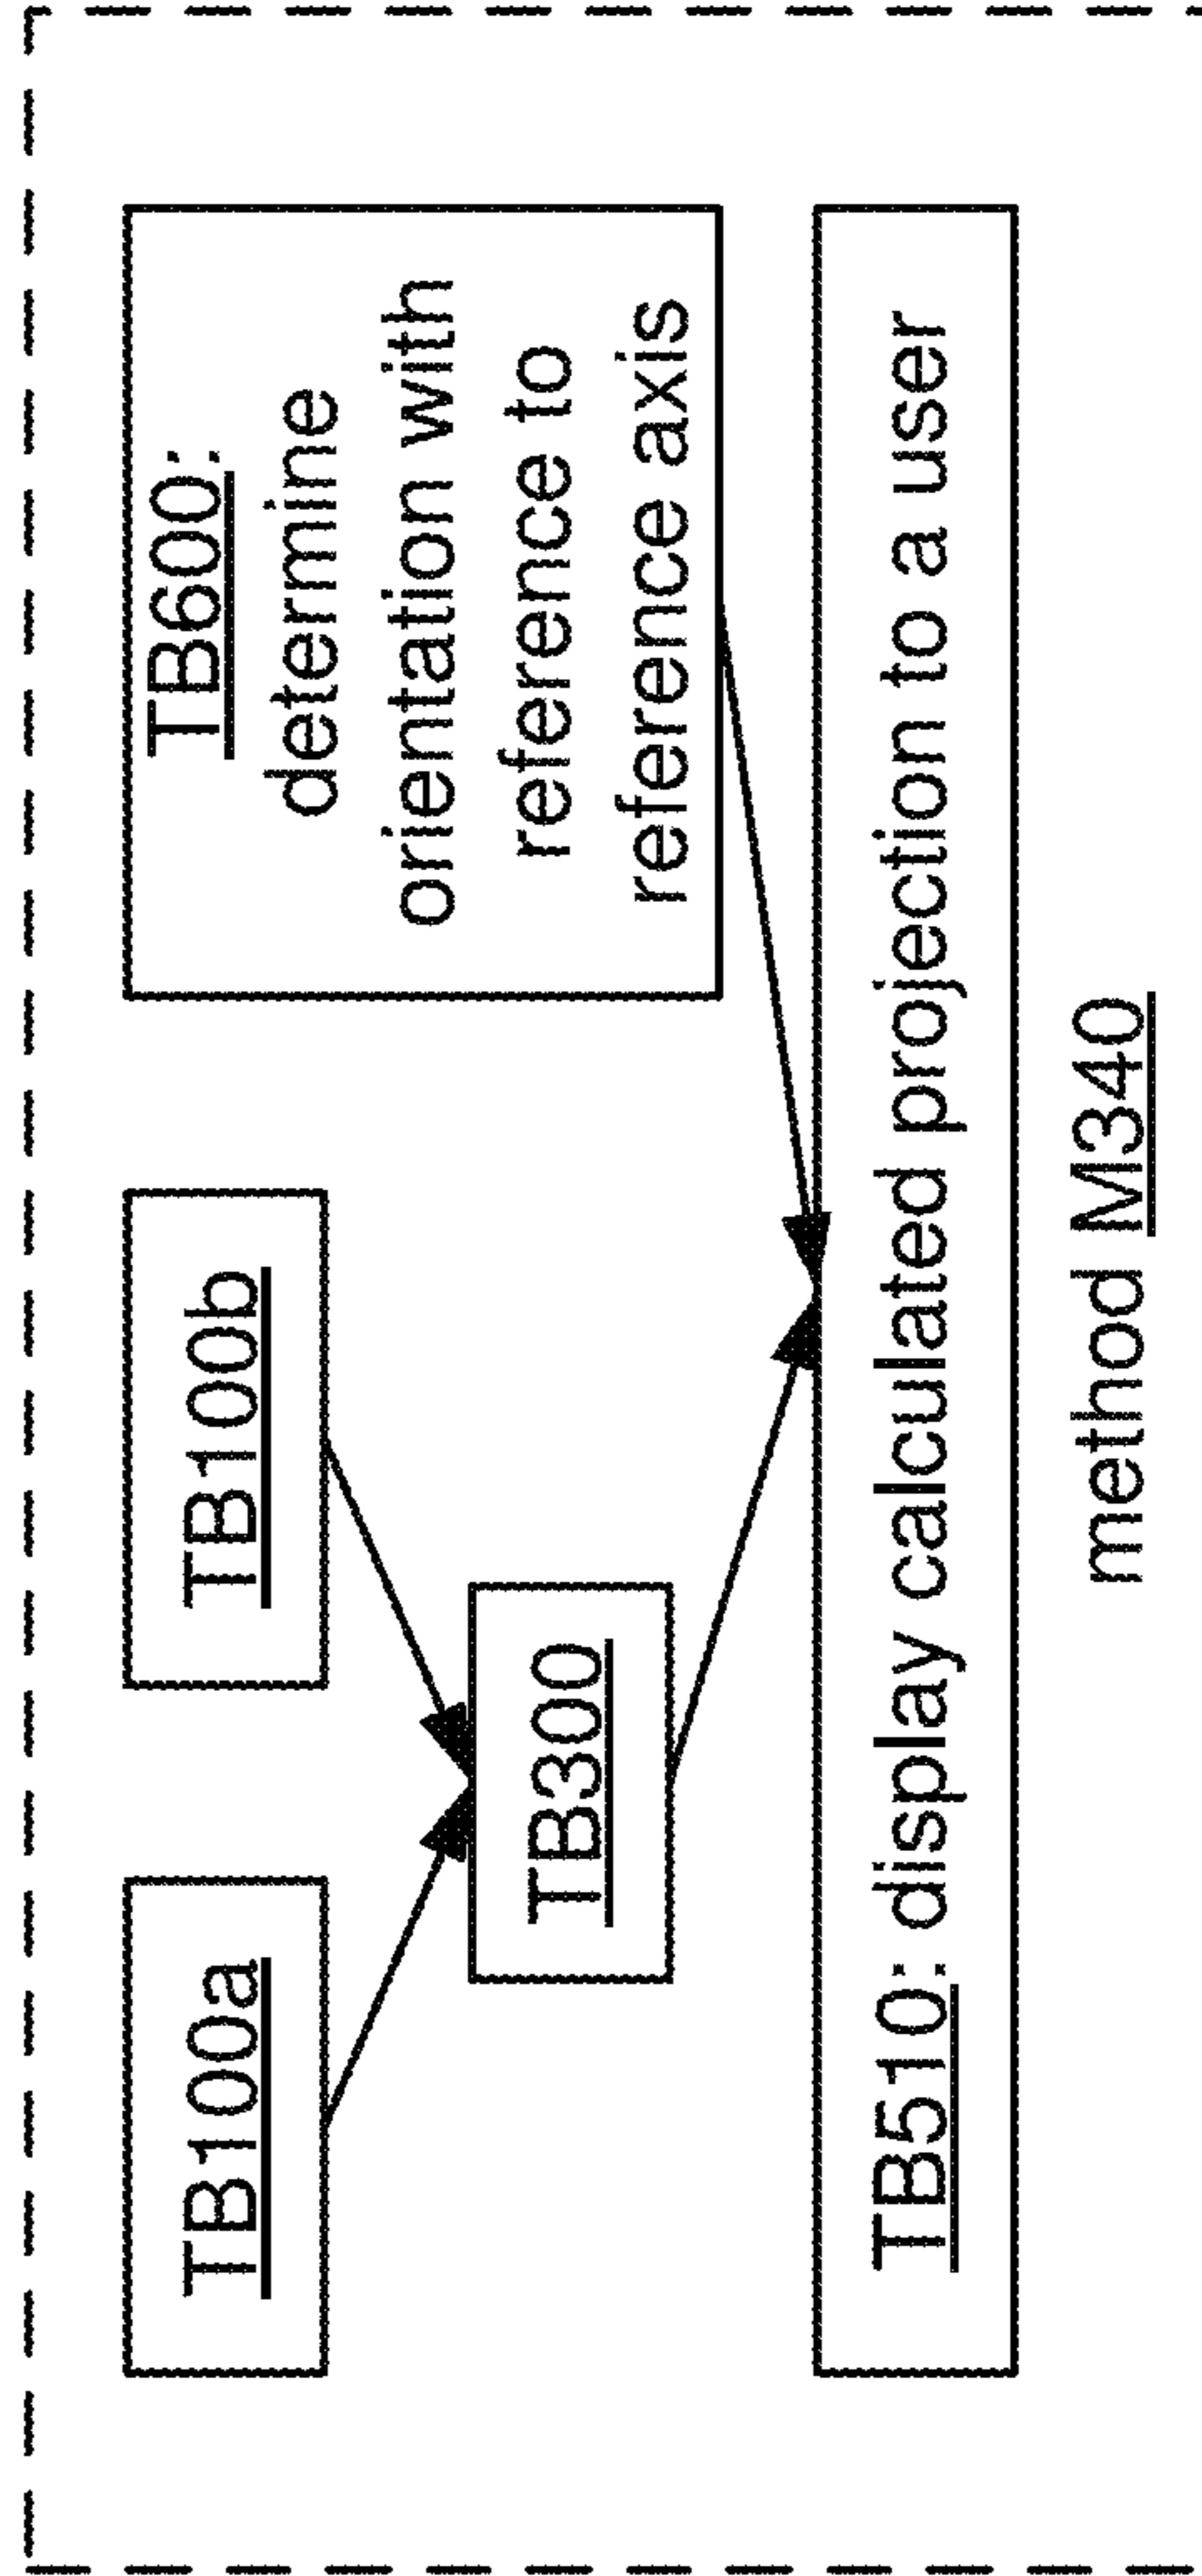 TB100a
TB100b
TB600:
determine
orientation with
reference to
reference axis
TB300
TB510: display calculated projection to a user
method M340